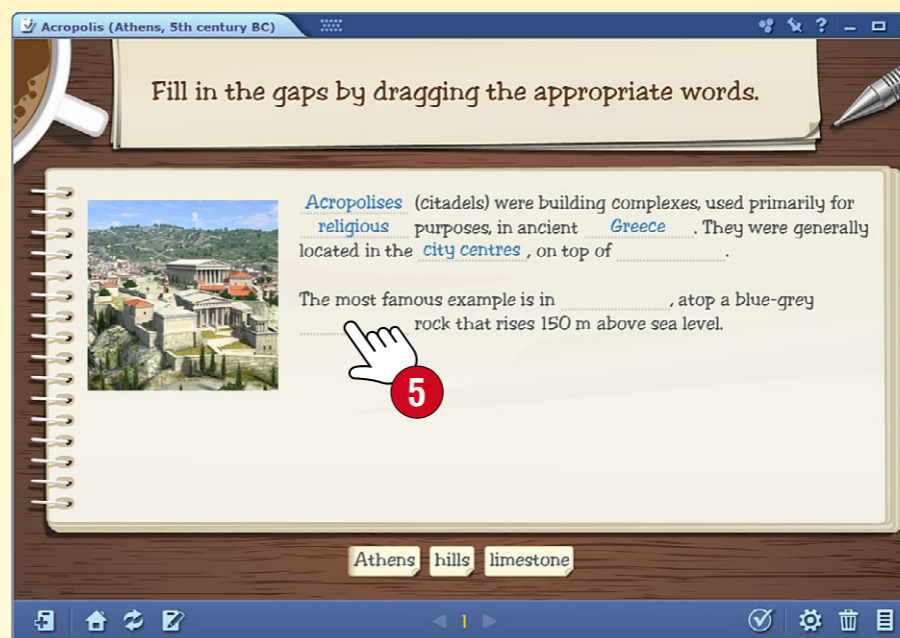 Acropolis (Athens, 5th century BC)
?
Fill in the gaps by dragging the appropriate words.
Acropolises (citadels) were building complexes, used primarily for
religious purposes, in ancient Greece . They were generally
located in the city centres , on top of .
The most famous example is in , atop a blue-grey
rock that rises 150 m above sea level.
5
Athens hills limestone
1